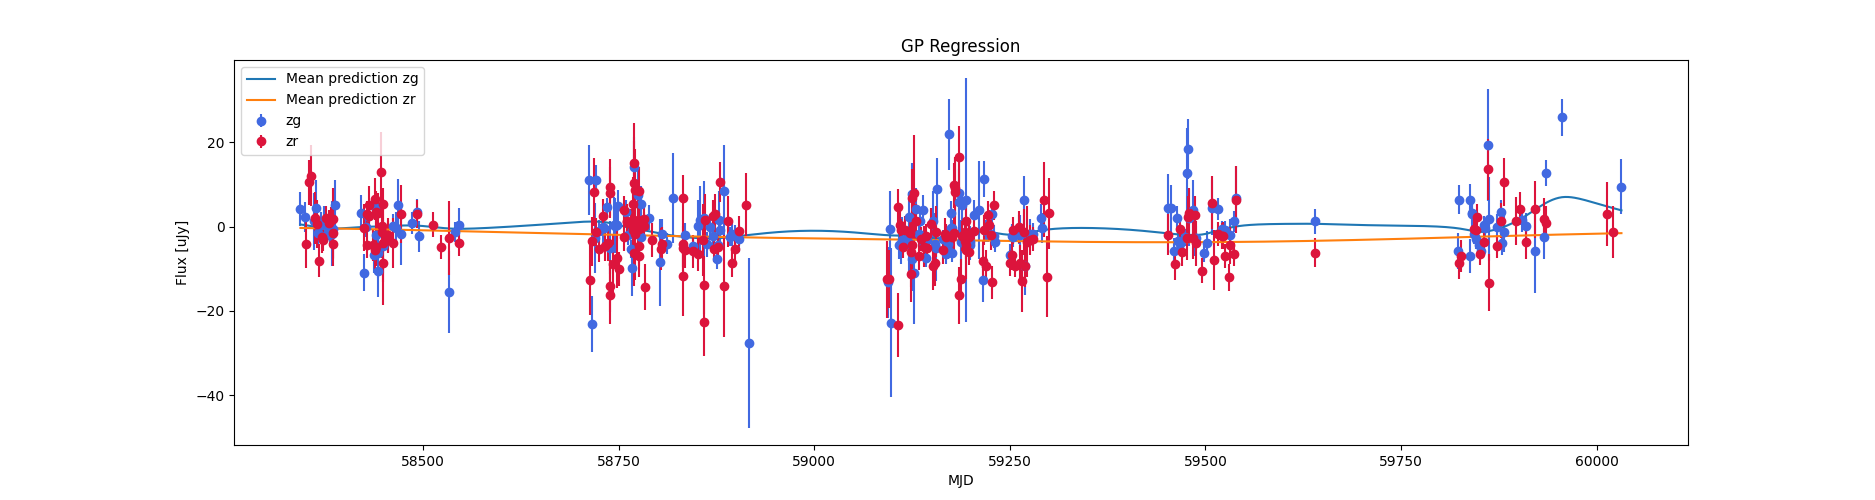 GP Regression
Mean prediction zg
Mean prediction zr
zg
zr
Flux [uJy]
20
0
−20
−40
58500
58750
59000
59250
59500
59750
60000
MJD